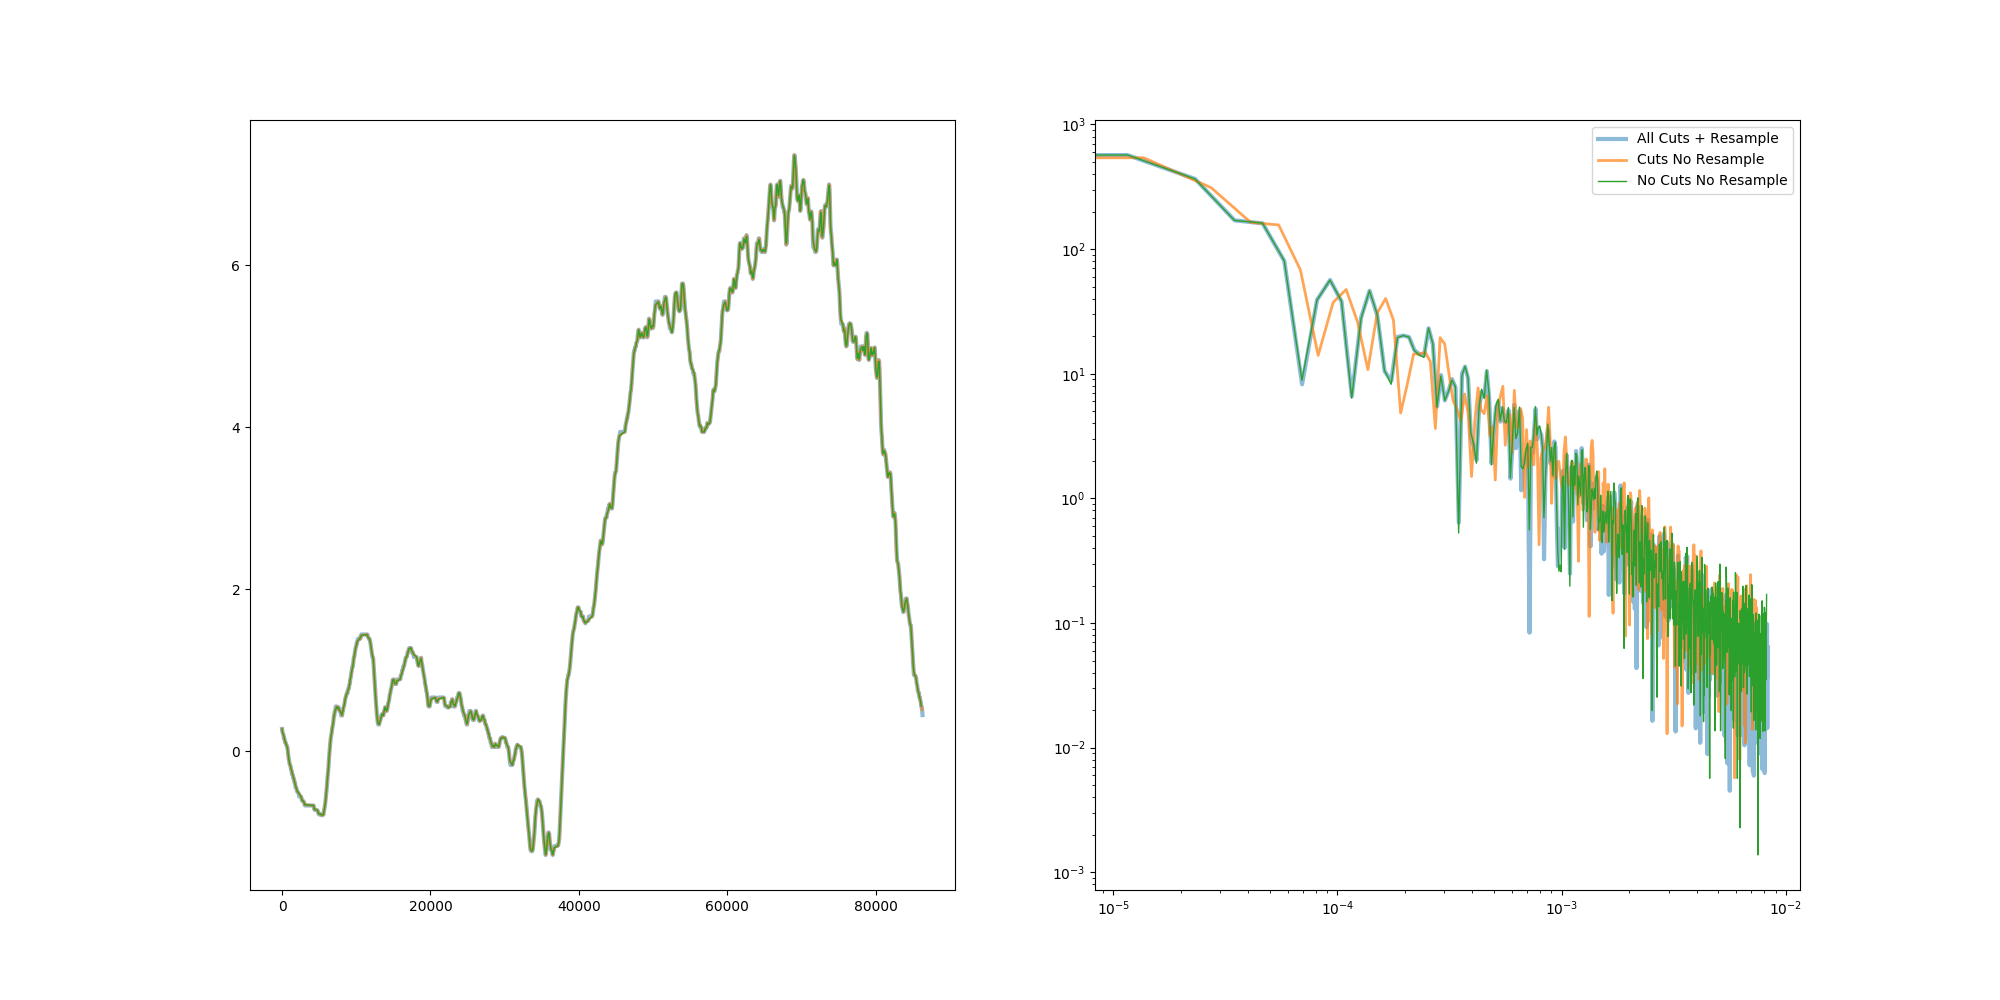 6
4
2
0
0 20000 40000 60000 80000
10³
10²
10¹
10⁰
10⁻¹
10⁻²
10⁻³
10⁻⁵ 10⁻⁴ 10⁻³ 10⁻²
All Cuts + Resample
Cuts No Resample
No Cuts No Resample